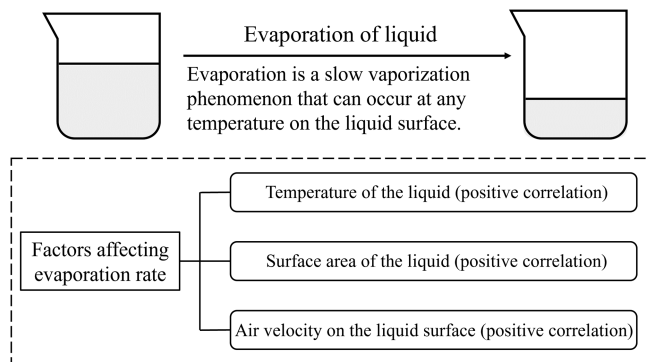 Evaporation of liquid
Evaporation is a slow vaporization
phenomenon that can occur at any
temperature on the liquid surface.
Factors affecting
evaporation rate
Temperature of the liquid (positive correlation)
Surface area of the liquid (positive correlation)
Air velocity on the liquid surface (positive correlation)